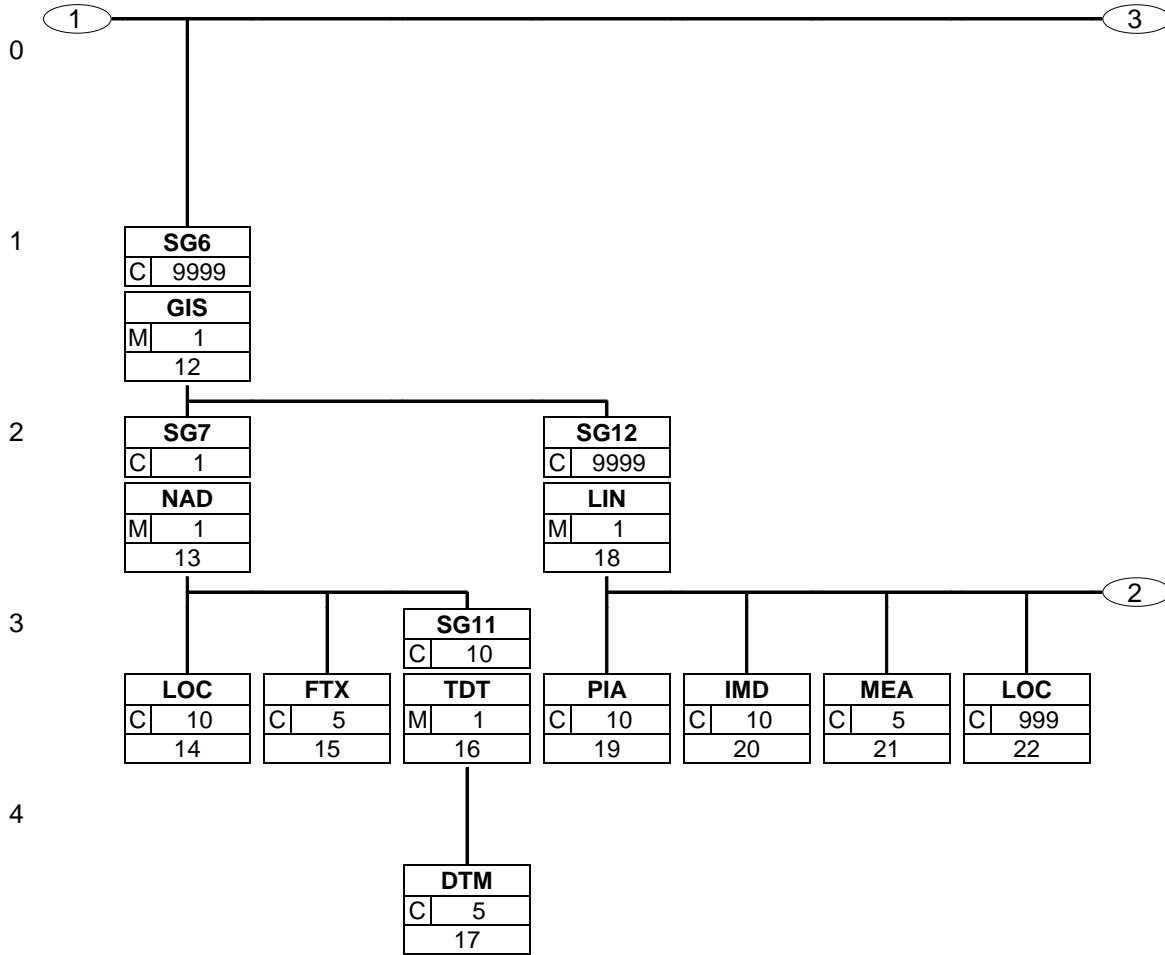 1 3
0
1
SG6
C 9999
GIS
M 1
12
2
SG7 SG12
C 1 C 9999
NAD LIN
M 1 M 1
13 18
2
3
SG11
C 10
LOC FTX TDT PIA IMD MEA LOC
C 10 C 5 M 1 C 10 C 10 C 5 C 999
14 15 16 19 20 21 22
4
DTM
C 5
17